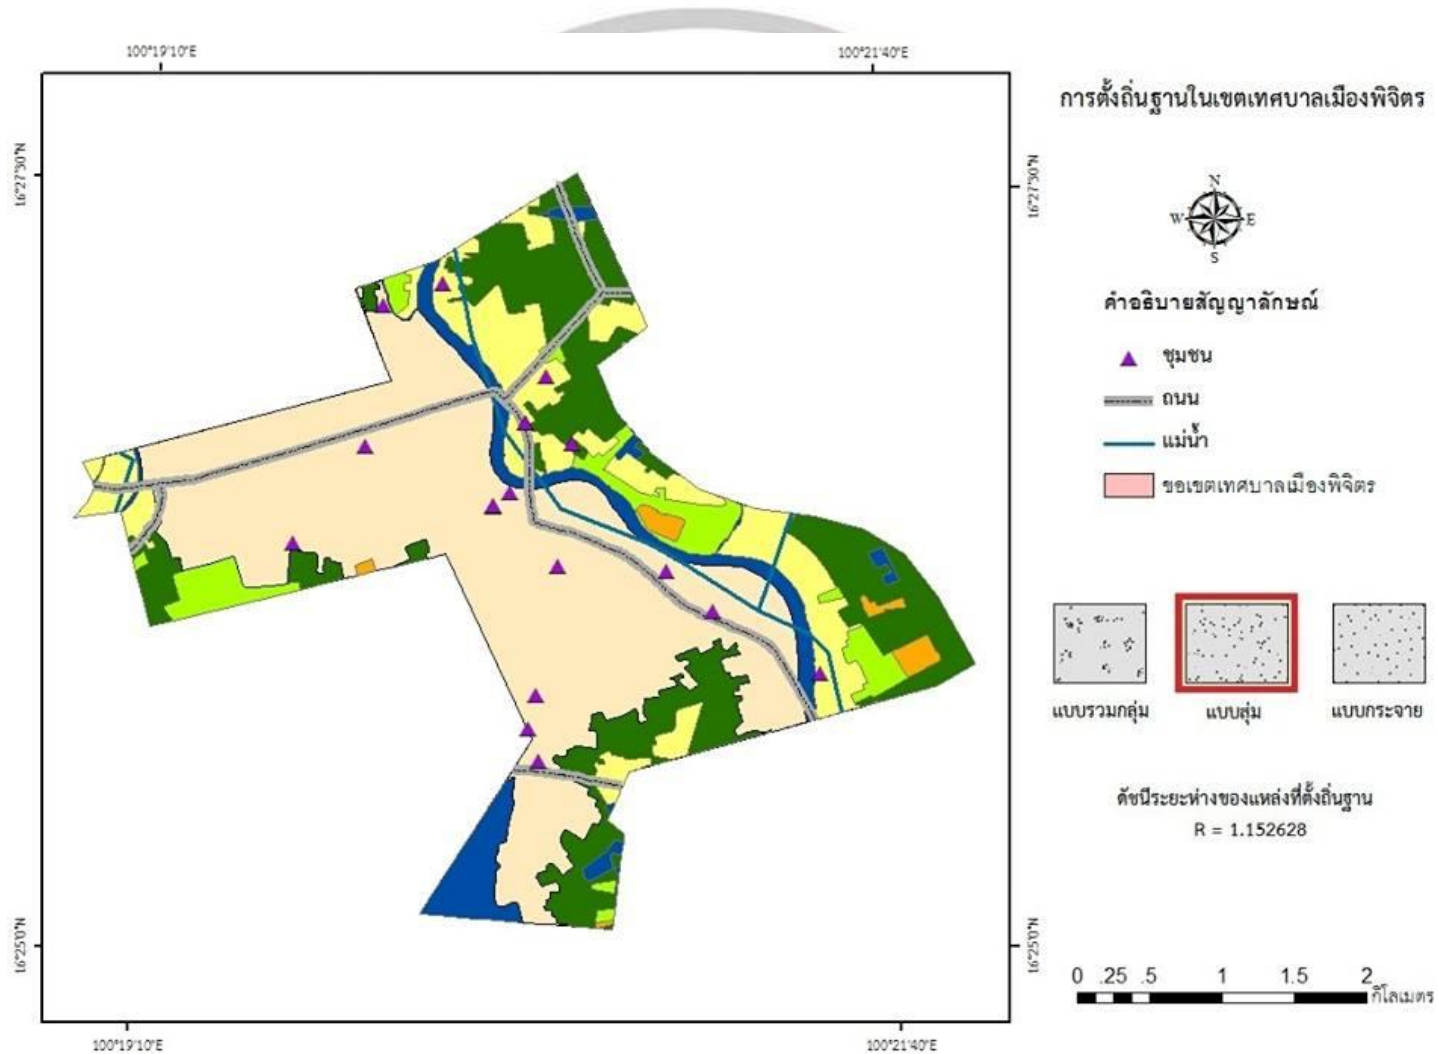 100°19'10"E
100°21'40"E
16°27'30"N
16°27'30"N
16°25'0"N
16°25'0"N
100°19'10"E
100°21'40"E
การตั้งถิ่นฐานในเขตเทศบาลเมืองพิจิตร
N
W
E
S
คำอธิบายสัญญาลักษณ์
ชุมชน
ถนน
แม่น้ำ
ขอเขตเทศบาลเมืองพิจิตร
แบบรวมกลุ่ม
แบบสุ่ม
แบบกระจาย
ดัชนีระยะห่างของแหล่งที่ตั้งถิ่นฐาน
R = 1.152628
0 .25 .5 1 1.5 2
กิโลเมตร